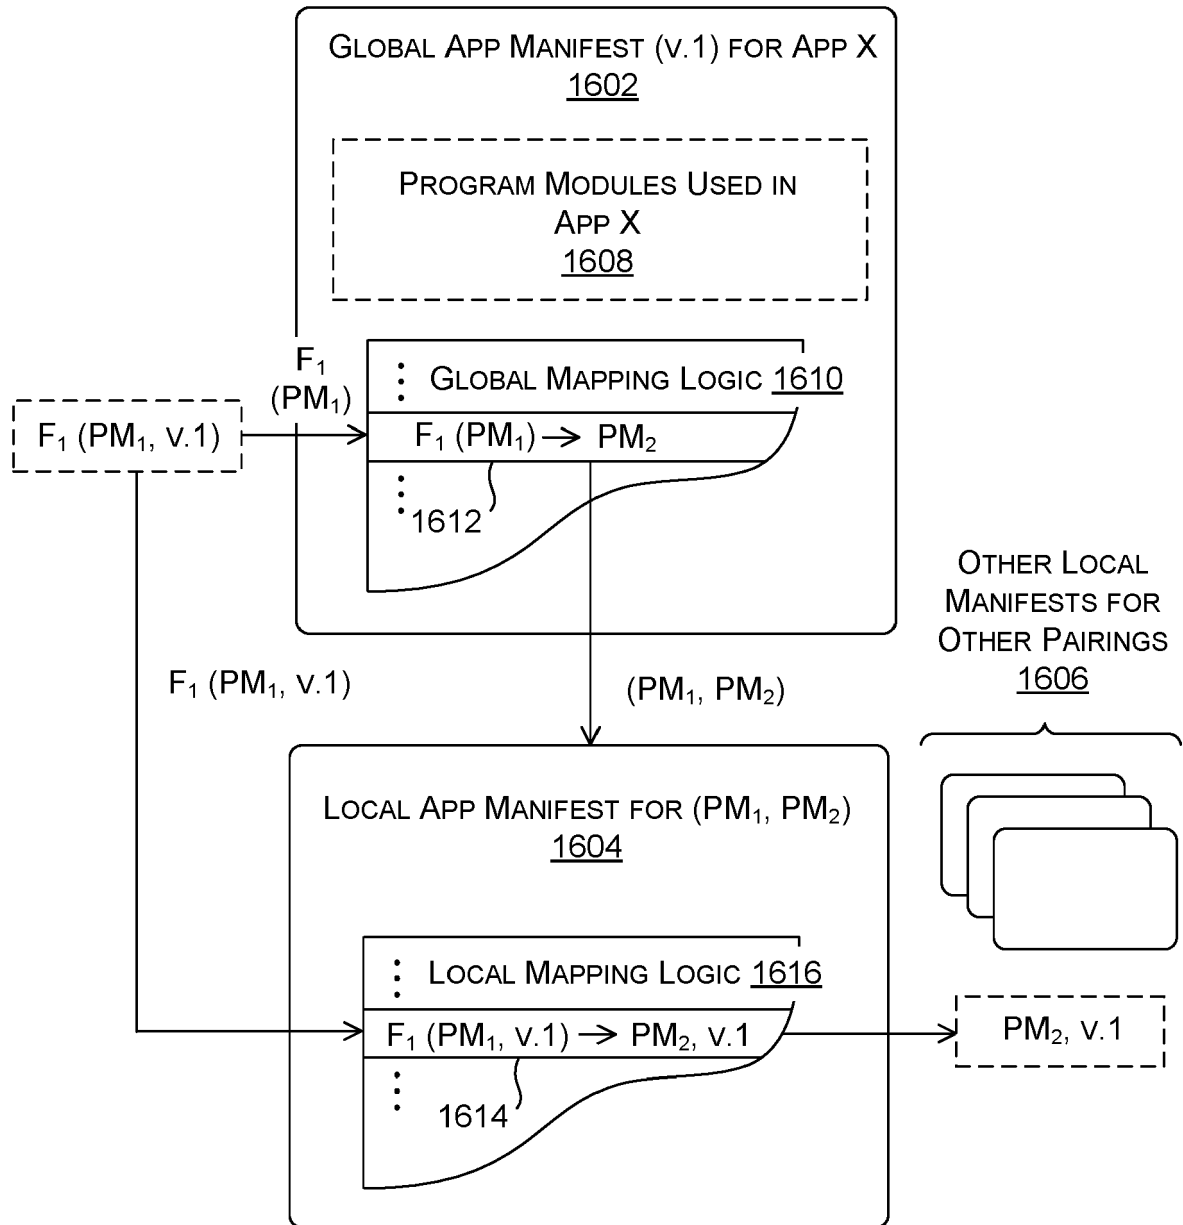 GLOBAL APP MANIFEST (V.1) FOR APP X
1602
PROGRAM MODULES USED IN
APP X
1608
F₁
(PM₁)
GLOBAL MAPPING LOGIC 1610
F₁ (PM₁, V.1)
F₁ (PM₁) → PM₂
1612
OTHER LOCAL
MANIFESTS FOR
OTHER PAIRINGS
1606
F₁ (PM₁, V.1)
(PM₁, PM₂)
LOCAL APP MANIFEST FOR (PM₁, PM₂)
1604
LOCAL MAPPING LOGIC 1616
F₁ (PM₁, V.1) → PM₂, V.1
PM₂, V.1
1614